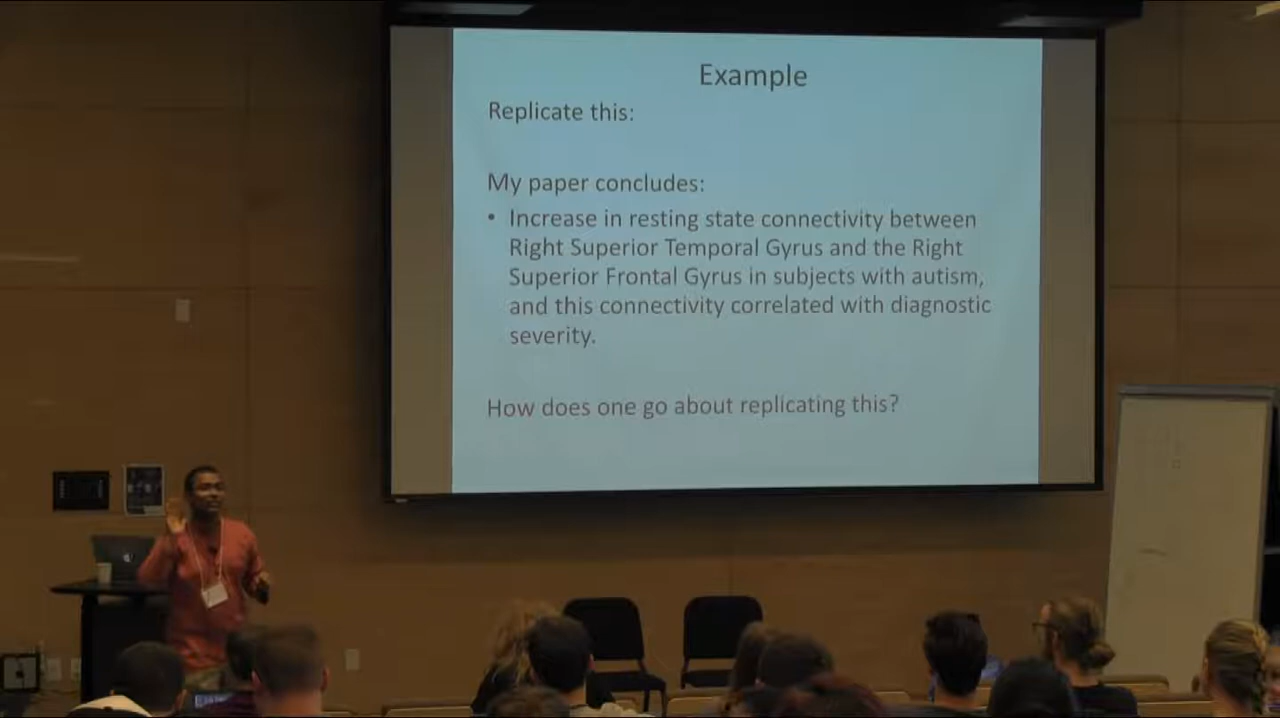 Example
Replicate this:
My paper concludes:
• Increase in resting state connectivity between
Right Superior Temporal Gyrus and the Right
Superior Frontal Gyrus in subjects with autism,
and this connectivity correlated with diagnostic
severity.
How does one go about replicating this?